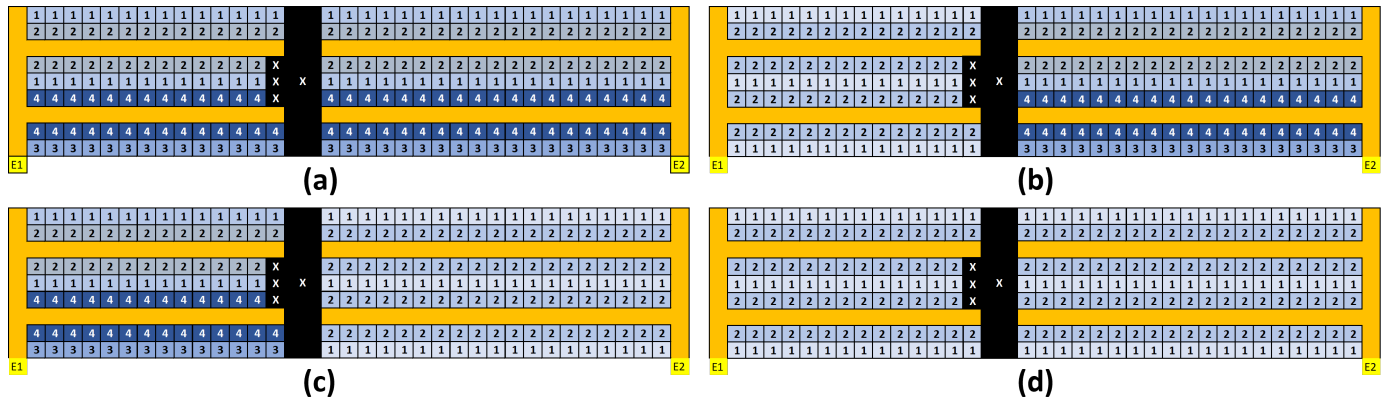 1 1 1 1 1 1 1 1 1 1 1 1 1 1 1 1 1 1 1 1 1 1 1 1 1 1 1 1 1 1 1 1 1
2 2 2 2 2 2 2 2 2 2 2 2 2 2 2 2 2 2 2 2 2 2 2 2 2 2 2 2 2 2 2 2 2
2 2 2 2 2 2 2 2 2 2 2 2 2 X 2 2 2 2 2 2 2 2 2 2 2 2 2 2 2 2 2 2 2
1 1 1 1 1 1 1 1 1 1 1 1 1 X X 1 1 1 1 1 1 1 1 1 1 1 1 1 1 1 1 1 1 1
4 4 4 4 4 4 4 4 4 4 4 4 4 X 4 4 4 4 4 4 4 4 4 4 4 4 4 4 4 4 4 4 4
4 4 4 4 4 4 4 4 4 4 4 4 4 4 4 4 4 4 4 4 4 4 4 4 4 4 4 4 4 4 4 4 4
3 3 3 3 3 3 3 3 3 3 3 3 3 3 3 3 3 3 3 3 3 3 3 3 3 3 3 3 3 3 3 3 3
E1 E2
(a)
1 1 1 1 1 1 1 1 1 1 1 1 1 1 1 1 1 1 1 1 1 1 1 1 1 1 1 1 1 1 1 1 1
2 2 2 2 2 2 2 2 2 2 2 2 2 2 2 2 2 2 2 2 2 2 2 2 2 2 2 2 2 2 2 2 2
2 2 2 2 2 2 2 2 2 2 2 2 2 X 2 2 2 2 2 2 2 2 2 2 2 2 2 2 2 2 2 2 2
1 1 1 1 1 1 1 1 1 1 1 1 1 X X 1 1 1 1 1 1 1 1 1 1 1 1 1 1 1 1 1 1 1
2 2 2 2 2 2 2 2 2 2 2 2 2 X 4 4 4 4 4 4 4 4 4 4 4 4 4 4 4 4 4 4 4
2 2 2 2 2 2 2 2 2 2 2 2 2 2 4 4 4 4 4 4 4 4 4 4 4 4 4 4 4 4 4 4 4
1 1 1 1 1 1 1 1 1 1 1 1 1 1 3 3 3 3 3 3 3 3 3 3 3 3 3 3 3 3 3 3 3
E1 E2
(b)
1 1 1 1 1 1 1 1 1 1 1 1 1 1 1 1 1 1 1 1 1 1 1 1 1 1 1 1 1 1 1 1 1
2 2 2 2 2 2 2 2 2 2 2 2 2 2 2 2 2 2 2 2 2 2 2 2 2 2 2 2 2 2 2 2 2
2 2 2 2 2 2 2 2 2 2 2 2 2 X 2 2 2 2 2 2 2 2 2 2 2 2 2 2 2 2 2 2 2
1 1 1 1 1 1 1 1 1 1 1 1 1 X X 1 1 1 1 1 1 1 1 1 1 1 1 1 1 1 1 1 1 1
4 4 4 4 4 4 4 4 4 4 4 4 4 X 2 2 2 2 2 2 2 2 2 2 2 2 2 2 2 2 2 2 2
4 4 4 4 4 4 4 4 4 4 4 4 4 4 2 2 2 2 2 2 2 2 2 2 2 2 2 2 2 2 2 2 2
3 3 3 3 3 3 3 3 3 3 3 3 3 3 1 1 1 1 1 1 1 1 1 1 1 1 1 1 1 1 1 1 1
E1 E2
(c)
1 1 1 1 1 1 1 1 1 1 1 1 1 1 1 1 1 1 1 1 1 1 1 1 1 1 1 1 1 1 1 1 1
2 2 2 2 2 2 2 2 2 2 2 2 2 2 2 2 2 2 2 2 2 2 2 2 2 2 2 2 2 2 2 2 2
2 2 2 2 2 2 2 2 2 2 2 2 2 X 2 2 2 2 2 2 2 2 2 2 2 2 2 2 2 2 2 2 2
1 1 1 1 1 1 1 1 1 1 1 1 1 X X 1 1 1 1 1 1 1 1 1 1 1 1 1 1 1 1 1 1 1
2 2 2 2 2 2 2 2 2 2 2 2 2 X 2 2 2 2 2 2 2 2 2 2 2 2 2 2 2 2 2 2 2
2 2 2 2 2 2 2 2 2 2 2 2 2 2 2 2 2 2 2 2 2 2 2 2 2 2 2 2 2 2 2 2 2
1 1 1 1 1 1 1 1 1 1 1 1 1 1 1 1 1 1 1 1 1 1 1 1 1 1 1 1 1 1 1 1 1
E1 E2
(d)